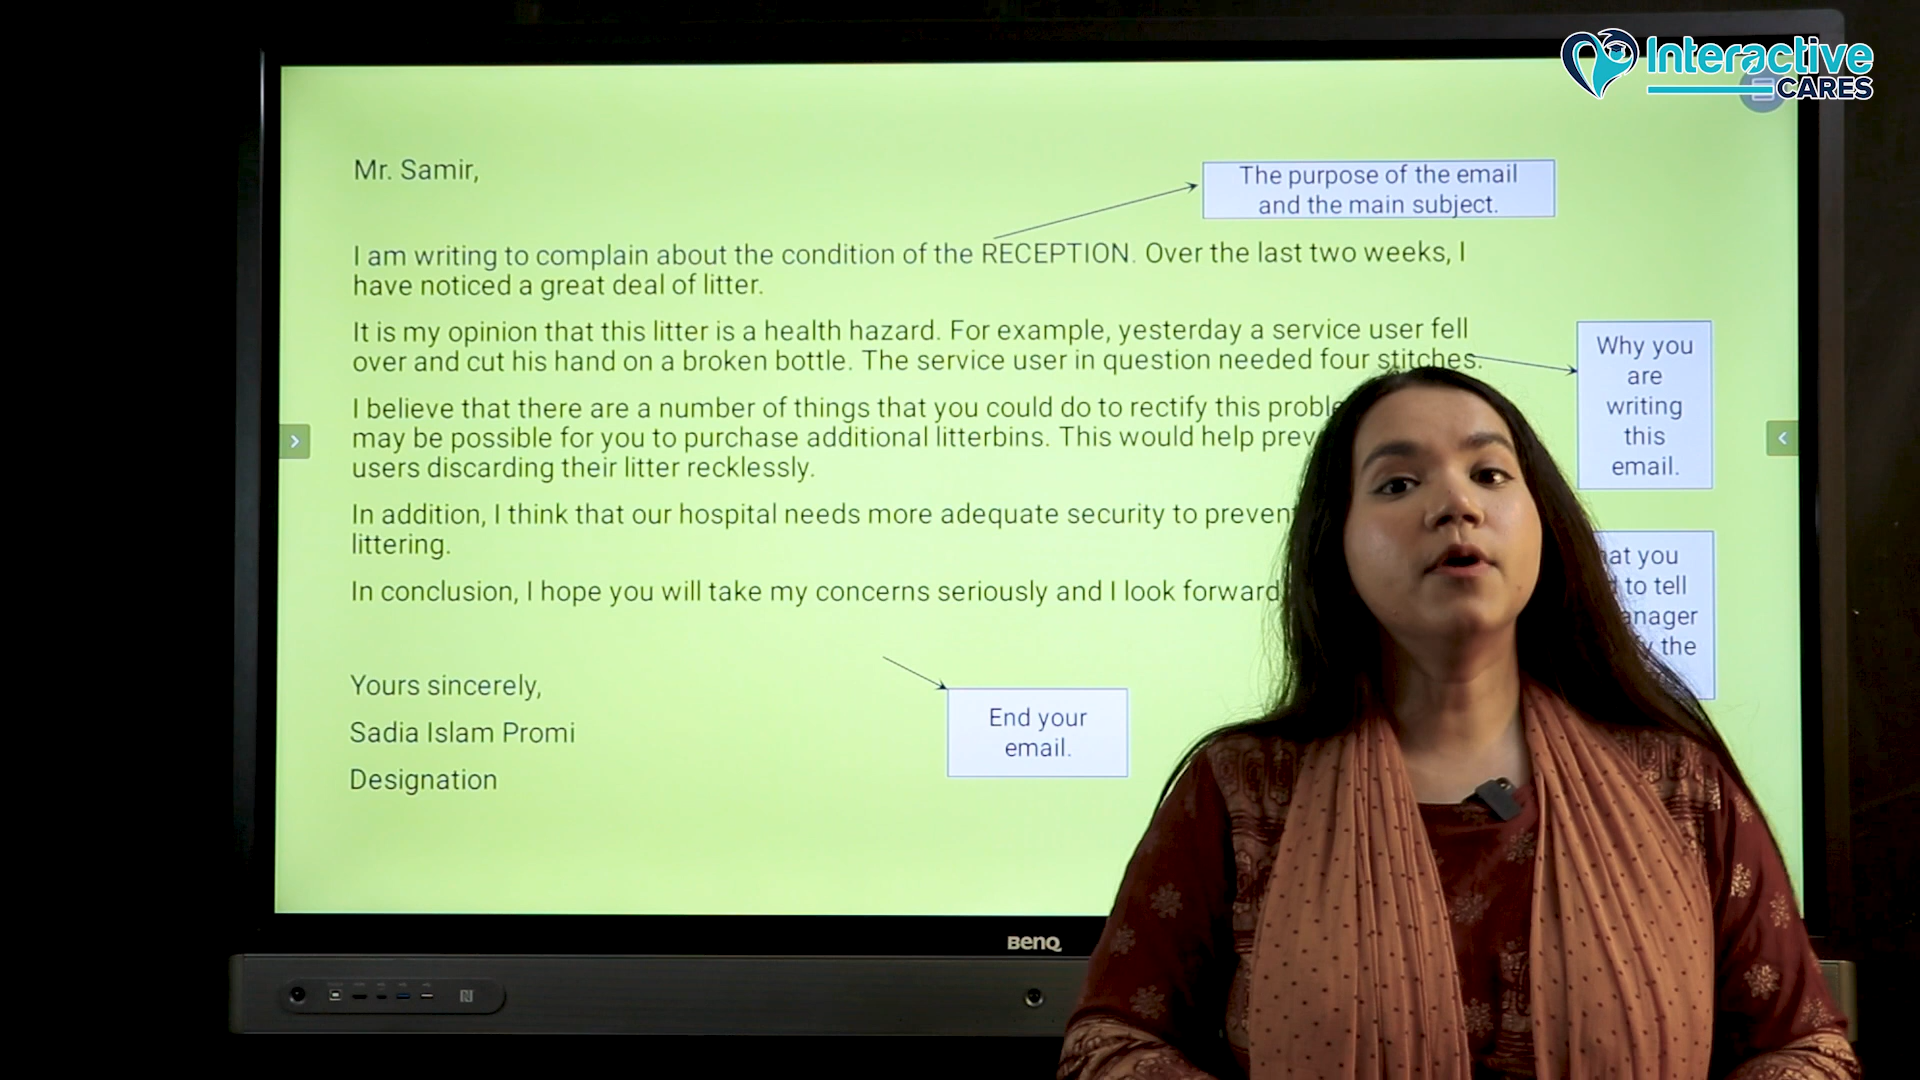 Interactive
CARES
Mr. Samir,
The purpose of the email
and the main subject.
I am writing to complain about the condition of the RECEPTION. Over the last two weeks, I
have noticed a great deal of litter.
It is my opinion that this litter is a health hazard. For example, yesterday a service user fell
over and cut his hand on a broken bottle. The service user in question needed four stitches.
Why you
are
writing
this
email.
I believe that there are a number of things that you could do to rectify this
may be possible for you to purchase additional litterbins. This would help
users discarding their litter recklessly.
In addition, I think that our hospital needs more adequate security to prevent
littering.
In conclusion, I hope you will take my concerns seriously and I look forward
you
to tell
the
Yours sincerely,
Sadia Islam Promi
Designation
End your
email.
BenQ